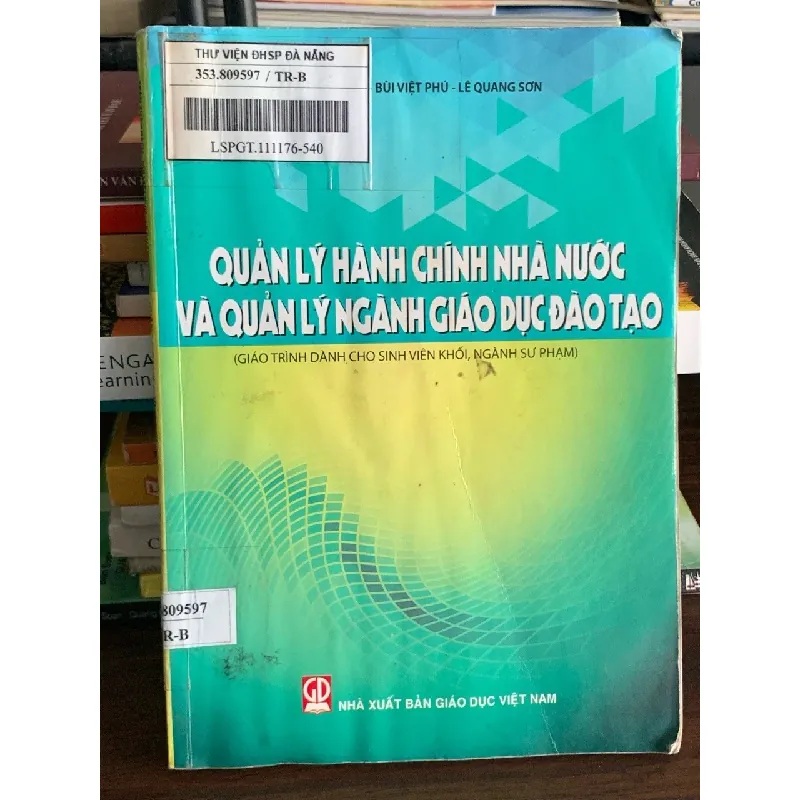 THƯ VIỆN ĐHSP ĐÀ NẴNG
353.809597 / TR-B
LSPGT.111176-540
BÙI VIỆT PHÚ - LÊ QUANG SƠN
QUẢN LÝ HÀNH CHÍNH NHÀ NƯỚC
VÀ QUẢN LÝ NGÀNH GIÁO DỤC ĐÀO TẠO
(GIÁO TRÌNH DÀNH CHO SINH VIÊN KHỐI, NGÀNH SƯ PHẠM)
ENGA
earning
809597
R-B
GD
NHÀ XUẤT BẢN GIÁO DỤC VIỆT NAM